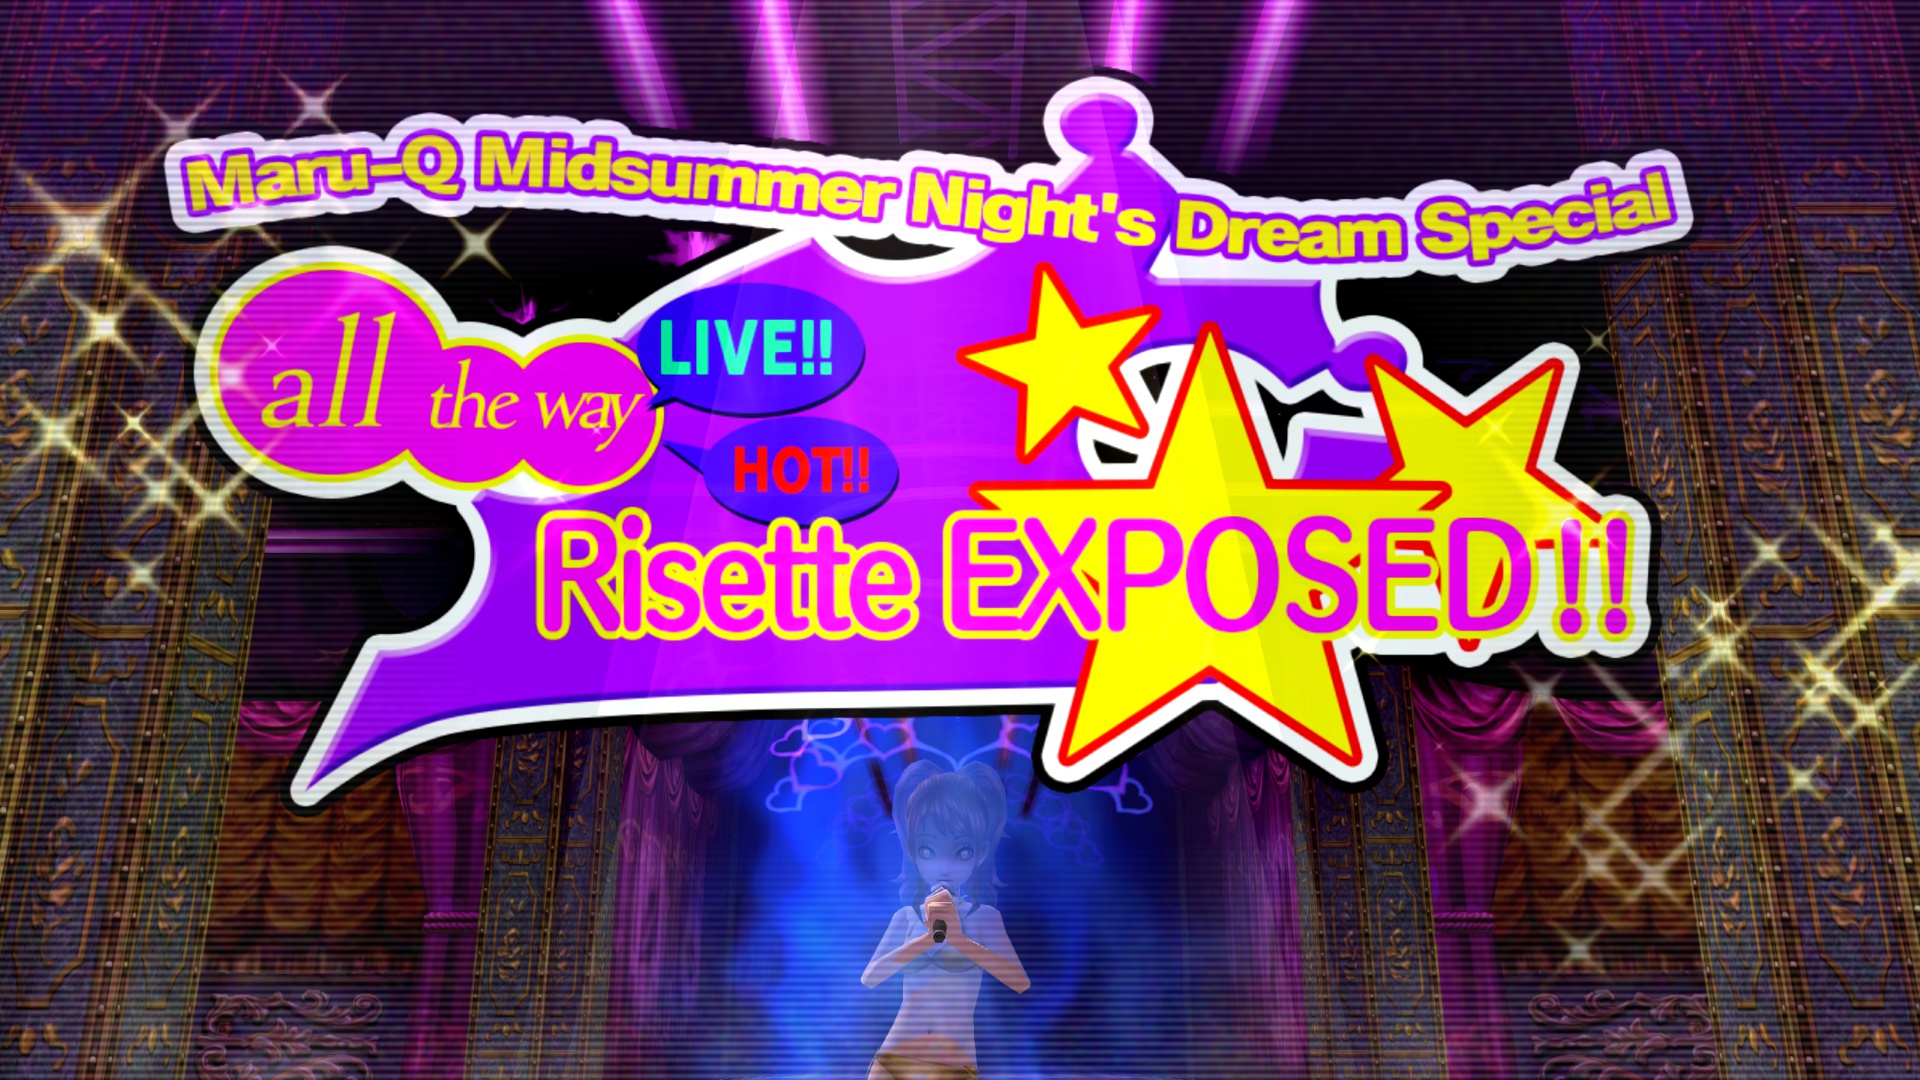 Maru-Q Midsummer Night's Dream Special
all the way
LIVE!!
HOT!!
Risette EXPOSED!!